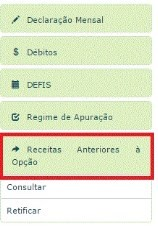 Declaração Mensal
$ Débitos
DEFIS
Regime de Apuração
Receitas Anteriores à
Opção
Consultar
Retificar